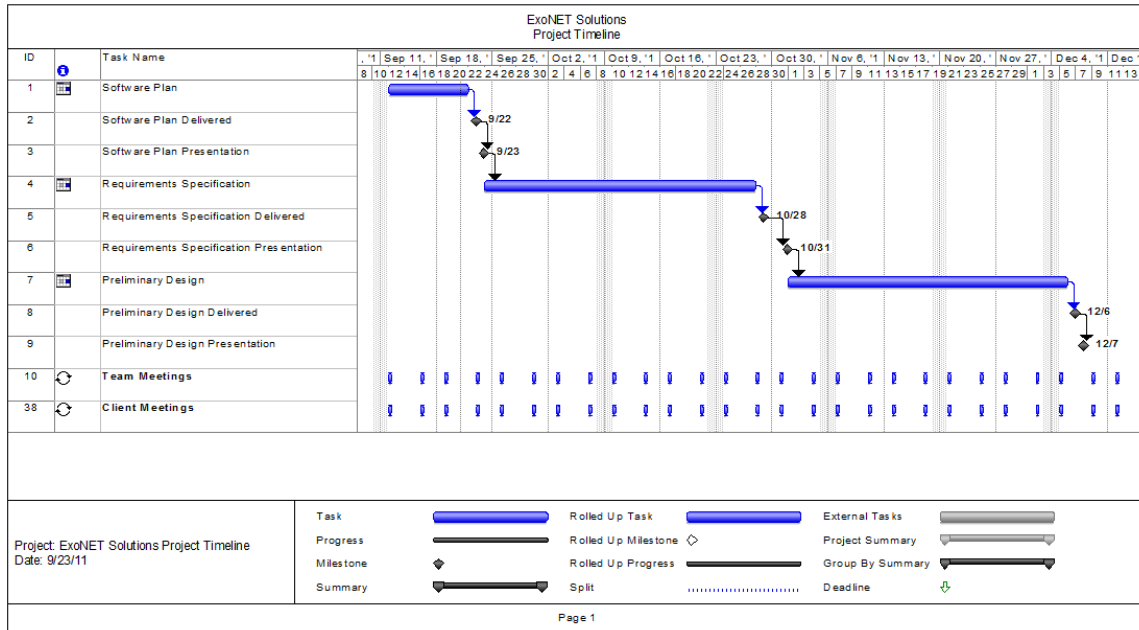 ExoNET Solutions
Project Timeline
ID Task Name , '1 Sep 11, ' Sep 18, ' Sep 25, ' Oct 2, '1 Oct 9, '1 Oct 16, ' Oct 23, ' Oct 30, ' Nov 6, '1 Nov 13, ' Nov 20, ' Nov 27, ' Dec 4, '1 Dec 1
8 10 12 14 16 18 20 22 24 26 28 30 2 4 6 8 10 12 14 16 18 20 22 24 26 28 30 1 3 5 7 9 11 13 15 17 19 21 23 25 27 29 1 3 5 7 9 11 13
1 Software Plan
2 Software Plan Delivered 9/22
3 Software Plan Presentation 9/23
4 Requirements Specification
5 Requirements Specification Delivered 10/28
6 Requirements Specification Presentation 10/31
7 Preliminary Design
8 Preliminary Design Delivered 12/6
9 Preliminary Design Presentation 12/7
10 Team Meetings
38 Client Meetings
Project: ExoNET Solutions Project Timeline
Date: 9/23/11
Task Rolled Up Task External Tasks
Progress Rolled Up Milestone Project Summary
Milestone Rolled Up Progress Group By Summary
Summary Split Deadline
Page 1